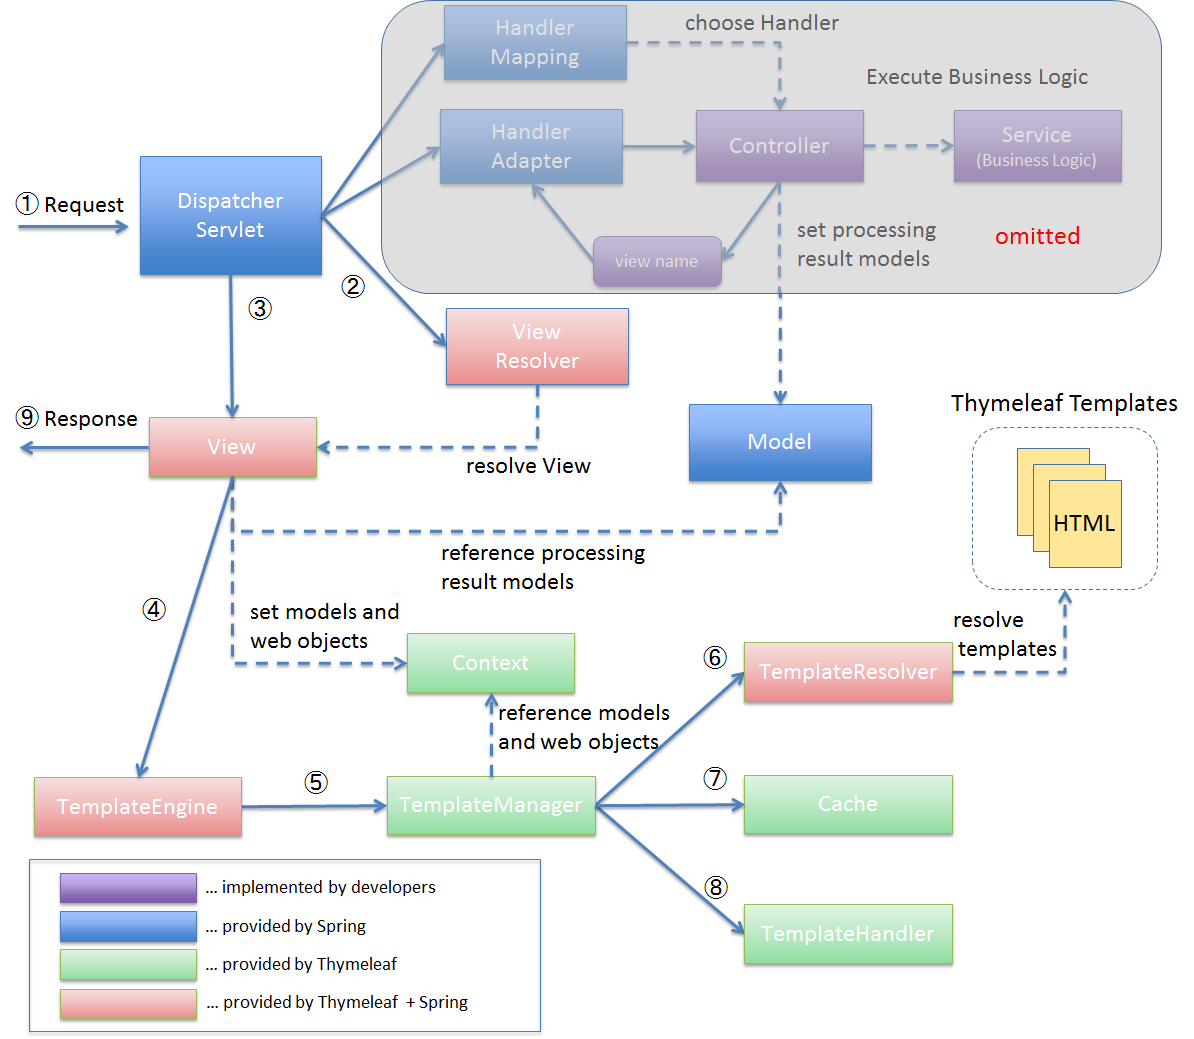 Handler
Mapping
choose Handler
Execute Business Logic
Handler
Adapter
Controller
Service
(Business Logic)
① Request
Dispatcher
Servlet
set processing
result models
omitted
view name
②
③
View
Resolver
⑨ Response
View
resolve View
Model
Thymeleaf Templates
HTML
reference processing
result models
④
set models and
web objects
Context
resolve
templates
⑥
TemplateResolver
reference models
and web objects
⑤
TemplateEngine
TemplateManager
⑦
Cache
⑧
TemplateHandler
... implemented by developers
... provided by Spring
... provided by Thymeleaf
... provided by Thymeleaf + Spring